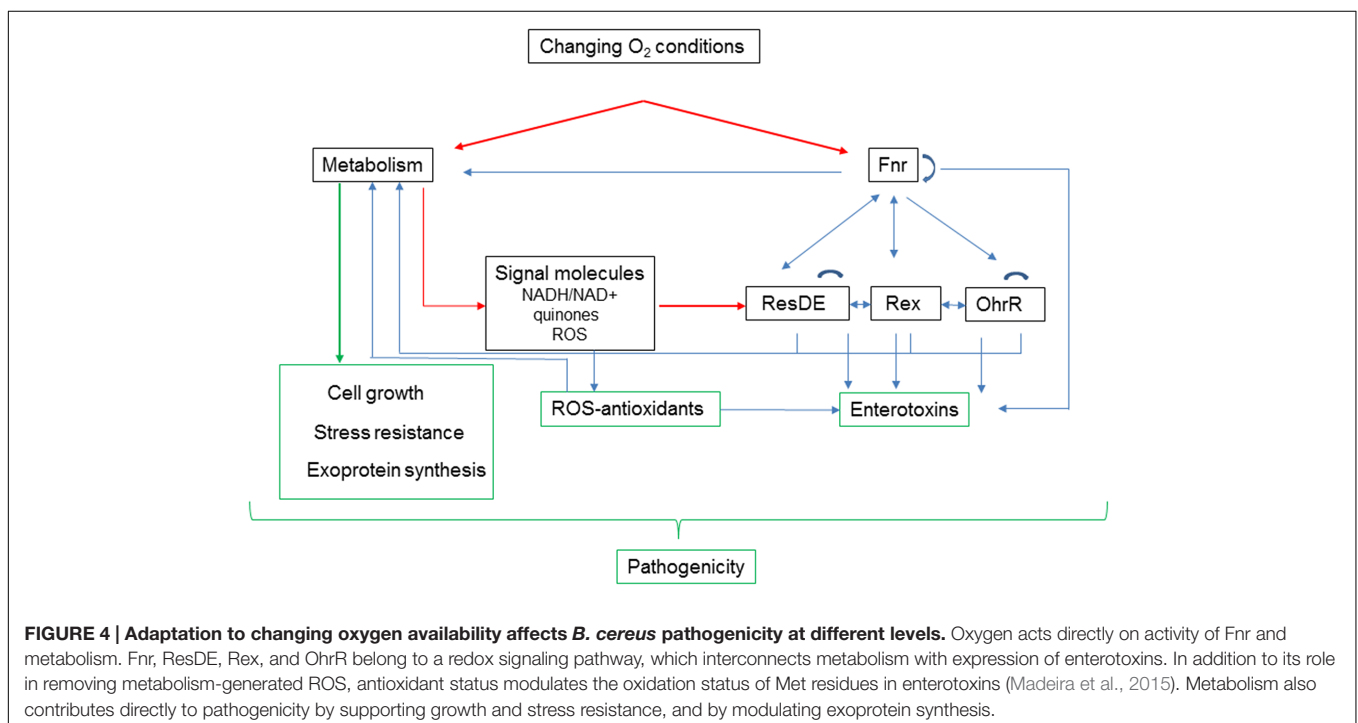 Changing O₂ conditions
Metabolism
Fnr
Signal molecules
NADH/NAD+
quinones
ROS
ResDE
Rex
OhrR
Cell growth
Stress resistance
Exoprotein synthesis
ROS-antioxidants
Enterotoxins
Pathogenicity
FIGURE 4 | Adaptation to changing oxygen availability affects B. cereus pathogenicity at different levels. Oxygen acts directly on activity of Fnr and
metabolism. Fnr, ResDE, Rex, and OhrR belong to a redox signaling pathway, which interconnects metabolism with expression of enterotoxins. In addition to its role
in removing metabolism-generated ROS, antioxidant status modulates the oxidation status of Met residues in enterotoxins (Madeira et al., 2015). Metabolism also
contributes directly to pathogenicity by supporting growth and stress resistance, and by modulating exoprotein synthesis.